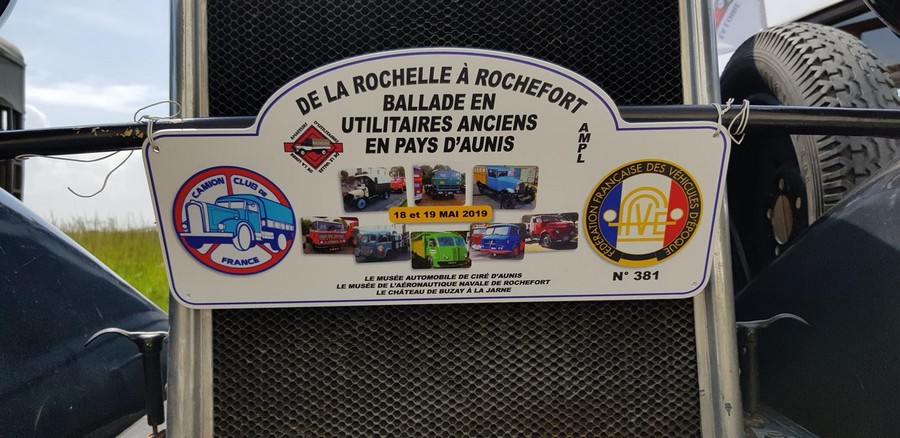 DE LA ROCHELLE À ROCHEFORT
BALLADE EN
UTILITAIRES ANCIENS
EN PAYS D'AUNIS
AMPL
CAMION CLUB DE
FRANCE
18 et 19 MAI 2019
FÉDÉRATION FRANÇAISE DES VÉHICULES D'ÉPOQUE
FFVE
N° 381
LE MUSÉE AUTOMOBILE DE CIRÉ D'AUNIS
LE MUSÉE DE L'AÉRONAUTIQUE NAVALE DE ROCHEFORT
LE CHÂTEAU DE BUZAY À LA JARNE